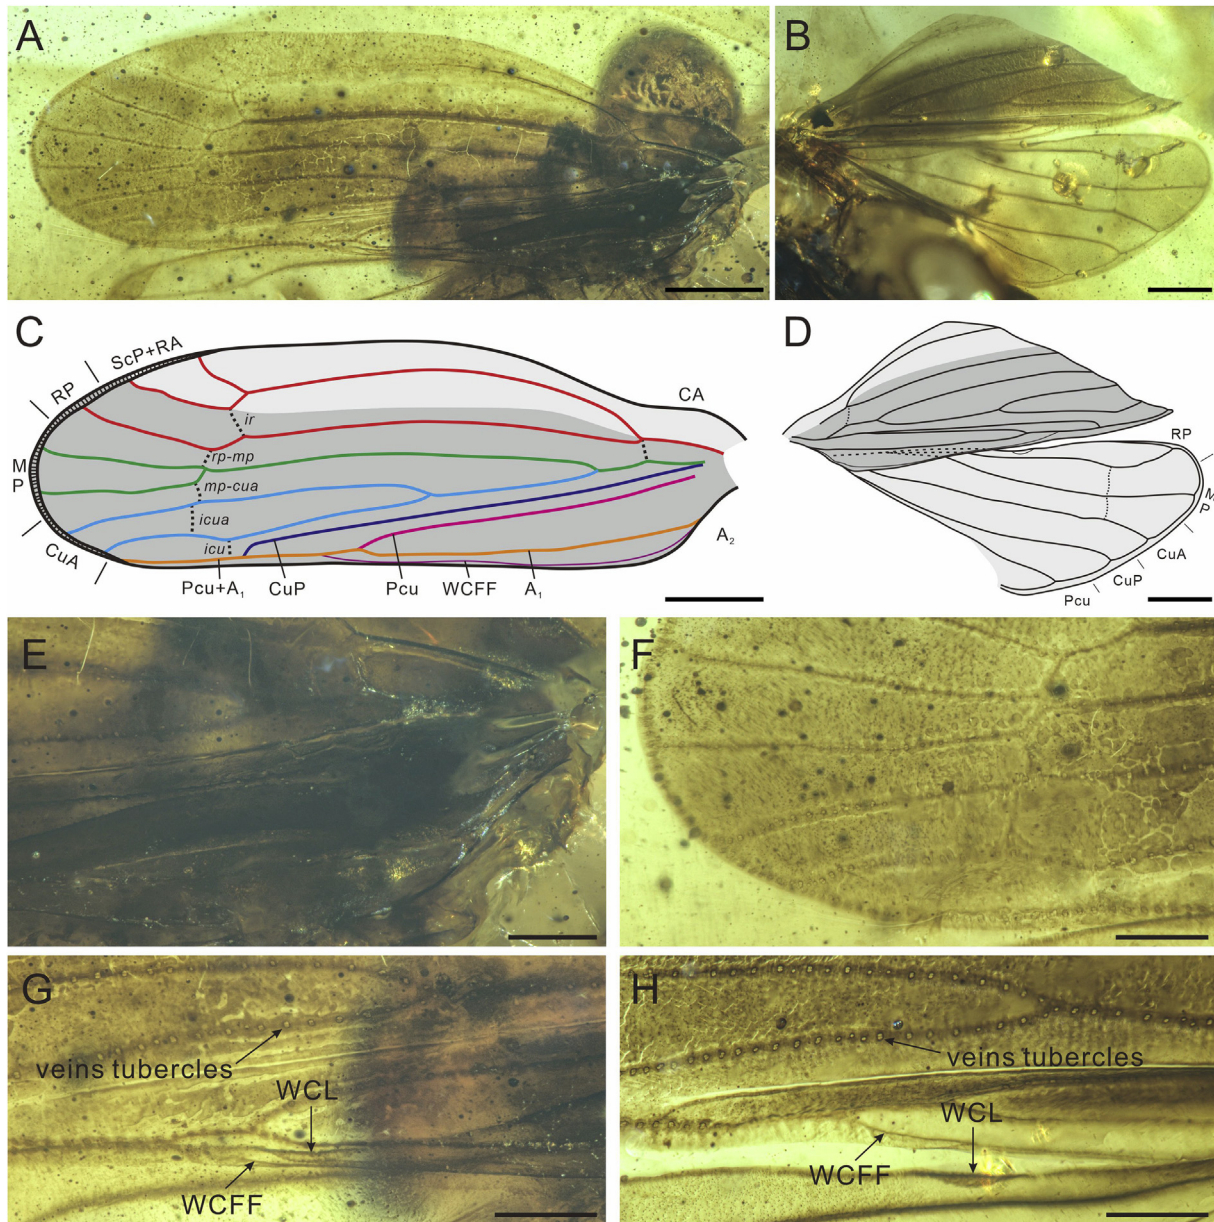 A
B
C
ScP+RA
RP
M
P
CuA
ir
rp-mp
mp-cua
icua
icu
CA
A₂
Pcu+A₁
CuP
Pcu
WCFF
A₁
D
RP
M
P
CuA
CuP
Pcu
E
F
G
veins tubercles
WCL
WCFF
H
veins tubercles
WCL
WCFF